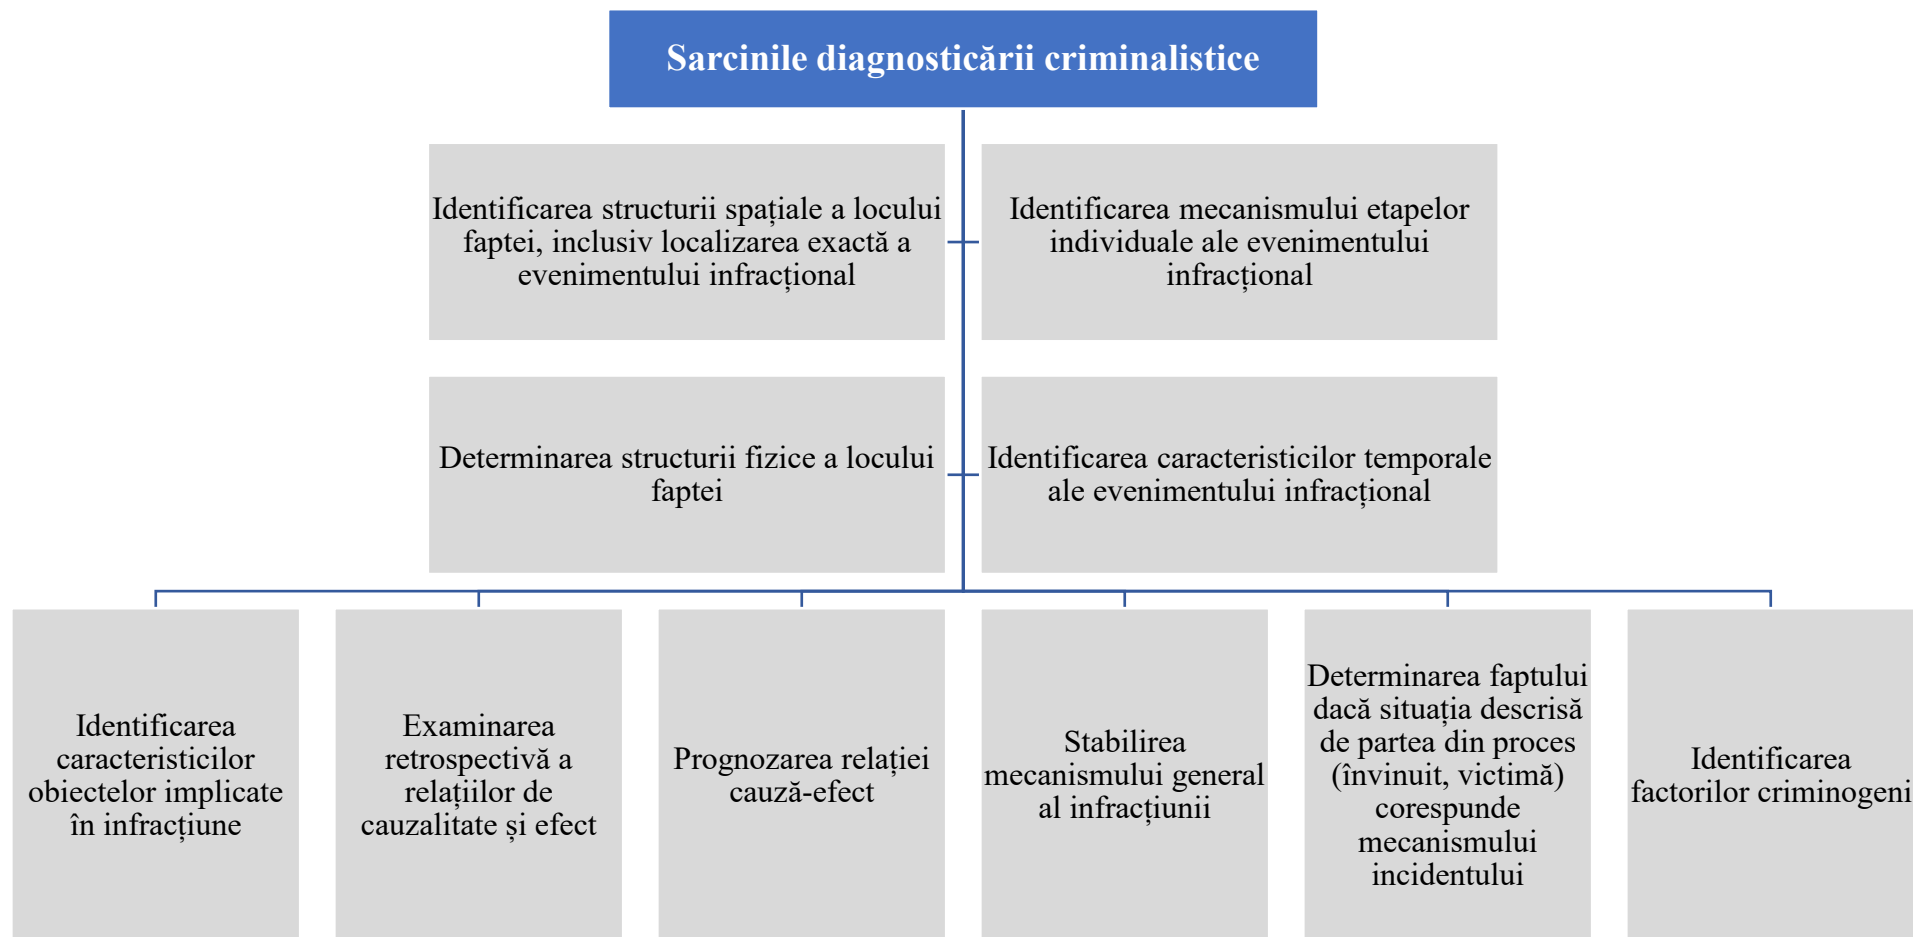 Sarcinile diagnosticării criminalistice
Identificarea structurii spațiale a locului
faptei, inclusiv localizarea exactă a
evenimentului infracțional
Identificarea mecanismului etapelor
individuale ale evenimentului
infracțional
Determinarea structurii fizice a locului
faptei
Identificarea caracteristicilor temporale
ale evenimentului infracțional
Identificarea
caracteristicilor
obiectelor implicate
în infracțiune
Examinarea
retrospectivă a
relațiilor de
cauzalitate și efect
Prognozarea relației
cauză-efect
Stabilirea
mecanismului general
al infracțiunii
Determinarea faptului
dacă situația descrisă
de partea din proces
(învinuit, victimă)
corespunde
mecanismului
incidentului
Identificarea
factorilor criminogeni